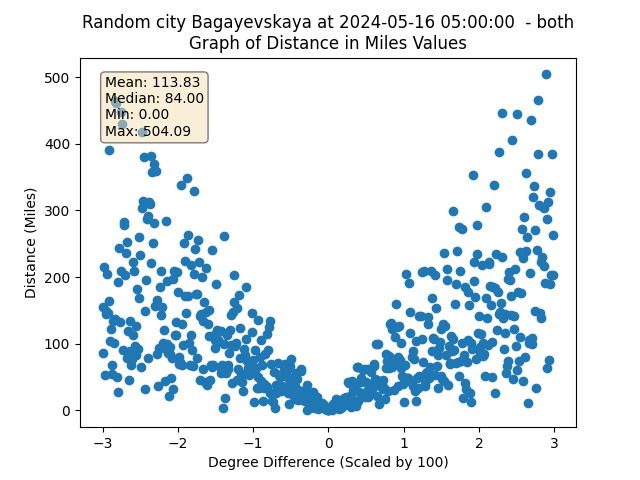 Random city Bagayevskaya at 2024-05-16 05:00:00  - both
Graph of Distance in Miles Values
Mean: 113.83
Median: 84.00
Min: 0.00
Max: 504.09
Distance (Miles)
500
400
300
200
100
0
−3
−2
−1
0
1
2
3
Degree Difference (Scaled by 100)